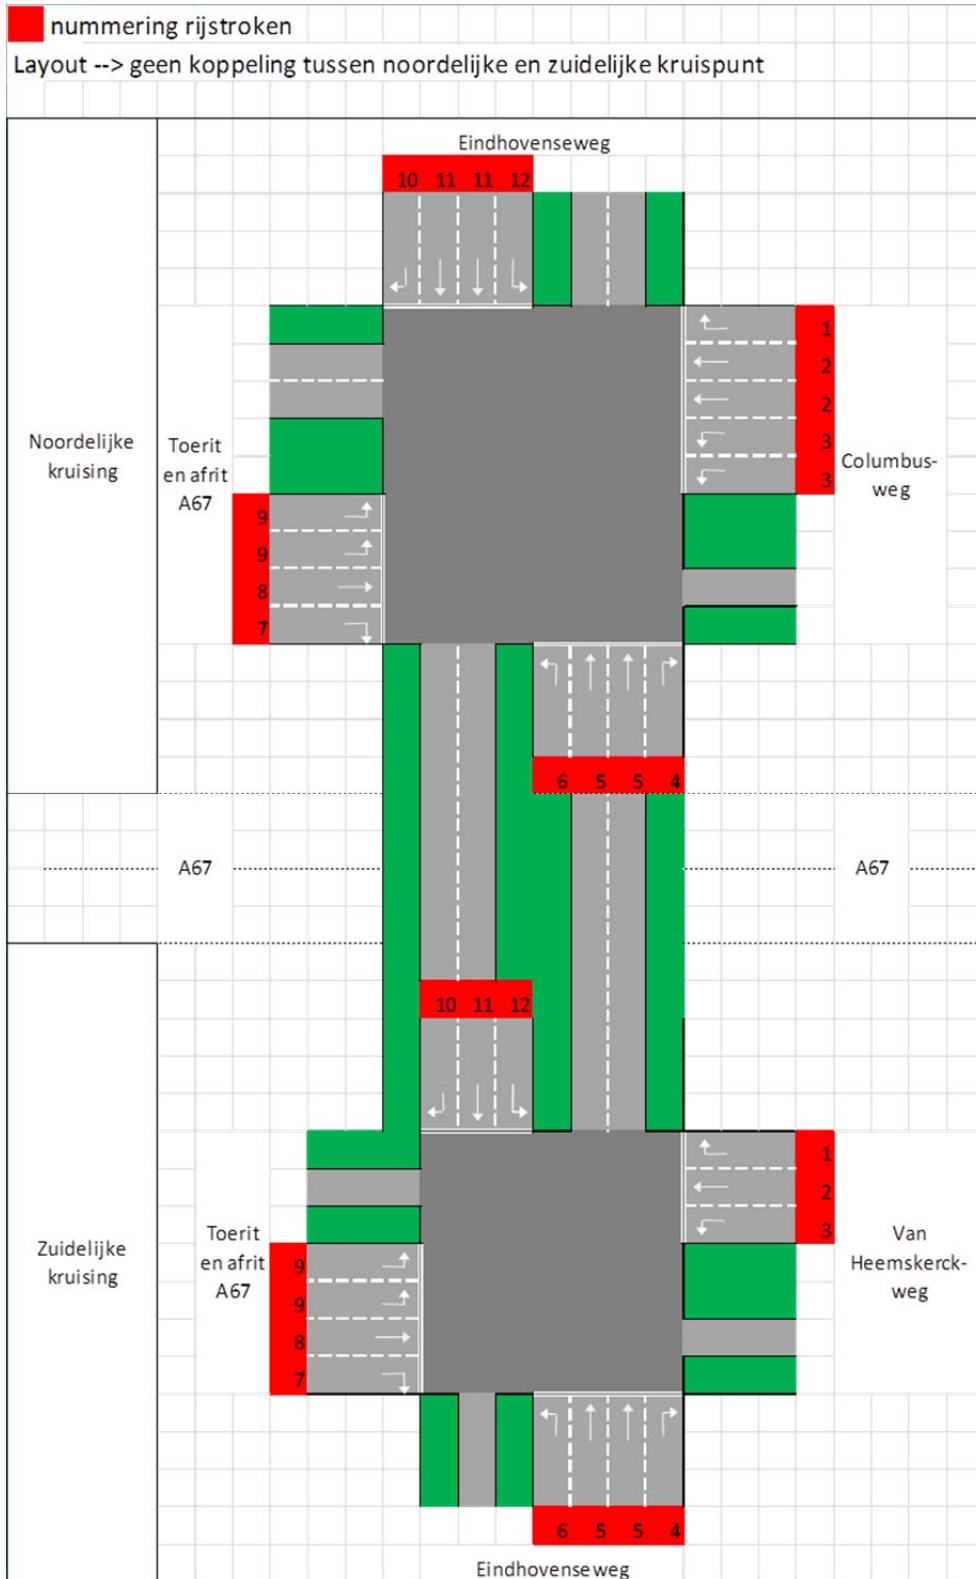 nummering rijstroken
Layout --> geen koppeling tussen noordelijke en zuidelijke kruispunt
Eindhovenseweg
10 11 11 12
1
2
2
3
3
Noordelijke
kruising
Toerit
en afrit
A67
Columbus-
weg
9
9
8
7
6 5 5 4
A67
A67
10 11 12
1
2
3
Zuidelijke
kruising
Toerit
en afrit
A67
Van
Heemskerck-
weg
9
9
8
7
6 5 5 4
Eindhovenseweg